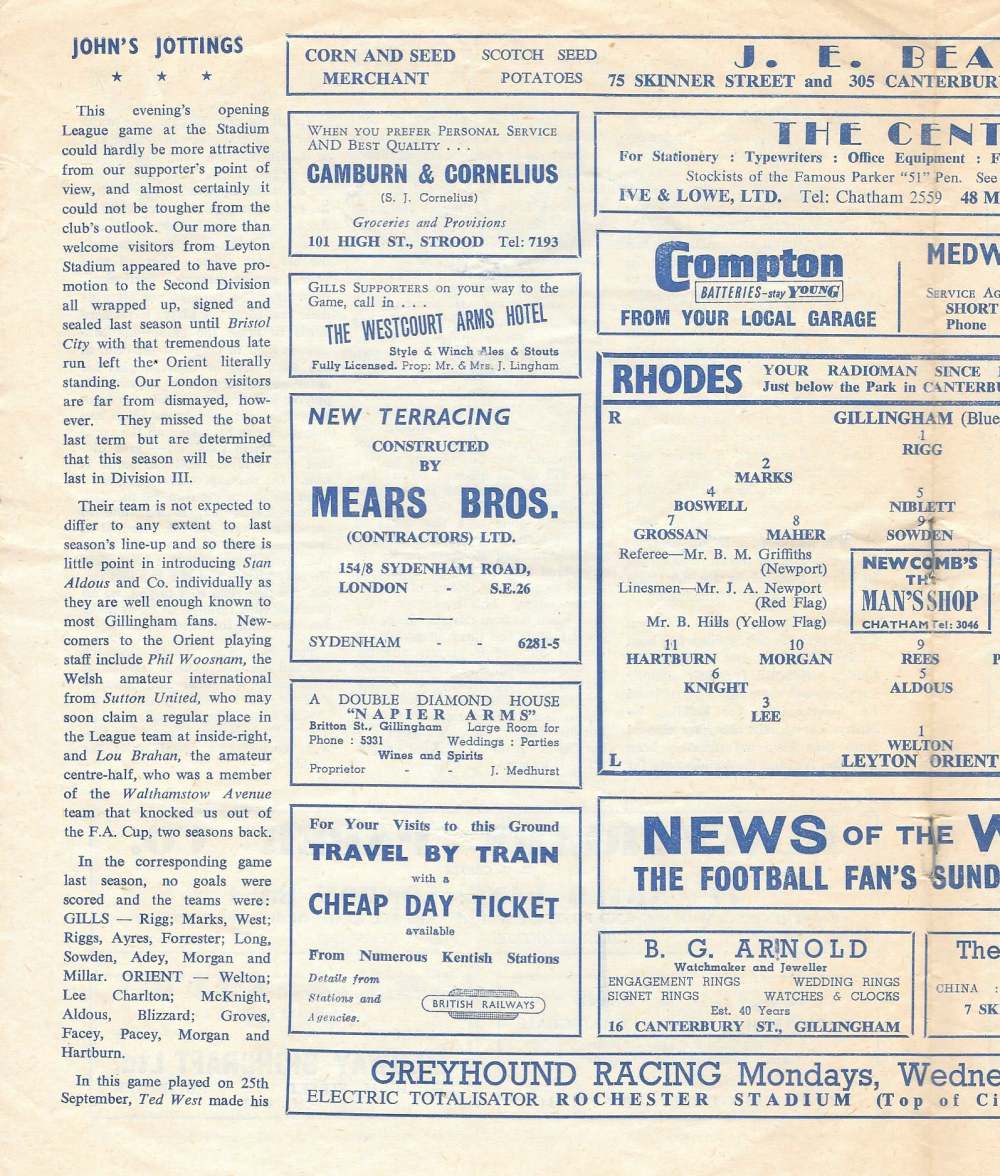 JOHN'S JOTTINGS
★ ★ ★
This evening's opening
League game at the Stadium
could hardly be more attractive
from our supporter's point of
view, and almost certainly it
could not be tougher from the
club's outlook. Our more than
welcome visitors from Leyton
Stadium appeared to have pro-
motion to the Second Division
all wrapped up, signed and
sealed last season until Bristol
City with that tremendous late
run left the Orient literally
standing. Our London visitors
are far from dismayed, how-
ever. They missed the boat
last term but are determined
that this season will be their
last in Division III.
Their team is not expected to
differ to any extent to last
season's line-up and so there is
little point in introducing Stan
Aldous and Co. individually as
they are well enough known to
most Gillingham fans. New-
comers to the Orient playing
staff include Phil Woosnam, the
Welsh amateur international
from Sutton United, who may
soon claim a regular place in
the League team at inside-right,
and Lou Brahan, the amateur
centre-half, who was a member
of the Walthamstow Avenue
team that knocked us out of
the F.A. Cup, two seasons back.
In the corresponding game
last season, no goals were
scored and the teams were:
GILLS — Rigg; Marks, West;
Riggs, Ayres, Forrester; Long,
Sowden, Adey, Morgan and
Millar. ORIENT — Welton;
Lee Charlton; McKnight,
Aldous, Blizzard; Groves,
Facey, Pacey, Morgan and
Hartburn.
In this game played on 25th
September, Ted West made his
CORN AND SEED
MERCHANT
SCOTCH SEED
POTATOES
J. E. BEA
75 SKINNER STREET and 305 CANTERBUR
WHEN YOU PREFER PERSONAL SERVICE
AND BEST QUALITY . . .
CAMBURN & CORNELIUS
(S. J. Cornelius)
Groceries and Provisions
101 HIGH ST., STROOD Tel: 7193
GILLS SUPPORTERS on your way to the
Game, call in . . .
THE WESTCOURT ARMS HOTEL
Style & Winch Ales & Stouts
Fully Licensed. Prop: Mr. & Mrs. J. Lingham
NEW TERRACING
CONSTRUCTED
BY
MEARS BROS.
(CONTRACTORS) LTD.
154/8 SYDENHAM ROAD,
LONDON - S.E.26
SYDENHAM - - 6281-5
A DOUBLE DIAMOND HOUSE
"NAPIER ARMS"
Britton St., Gillingham Large Room for
Phone : 5331 Weddings : Parties
Wines and Spirits
Proprietor - - J. Medhurst
For Your Visits to this Ground
TRAVEL BY TRAIN
with a
CHEAP DAY TICKET
available
From Numerous Kentish Stations
Details from
Stations and
Agencies.
BRITISH RAILWAYS
THE CENT
For Stationery : Typewriters : Office Equipment : F
Stockists of the Famous Parker "51" Pen. See
IVE & LOWE, LTD. Tel: Chatham 2559 48 M
Crompton
BATTERIES-stay YOUNG
FROM YOUR LOCAL GARAGE
MEDW
SERVICE AG
SHORT
Phone
RHODES
YOUR RADIOMAN SINCE
Just below the Park in CANTERBU
R GILLINGHAM (Blue
1
RIGG
2
MARKS
4 5
BOSWELL NIBLETT
7 8 9
GROSSAN MAHER SOWDEN
Referee—Mr. B. M. Griffiths
(Newport)
Linesmen—Mr. J. A. Newport
(Red Flag)
Mr. B. Hills (Yellow Flag)
NEWCOMB'S
THE
MAN'S SHOP
CHATHAM Tel: 3046
11 10 9
HARTBURN MORGAN REES P
6 5
KNIGHT ALDOUS
3
LEE
1
WELTON
L LEYTON ORIENT
NEWS OF THE W
THE FOOTBALL FAN'S SUND
B. G. ARNOLD
Watchmaker and Jeweller
ENGAGEMENT RINGS WEDDING RINGS
SIGNET RINGS WATCHES & CLOCKS
Est. 40 Years
16 CANTERBURY ST., GILLINGHAM
The
CHINA :
7 SK
GREYHOUND RACING Mondays, Wedne
ELECTRIC TOTALISATOR ROCHESTER STADIUM (Top of Ci